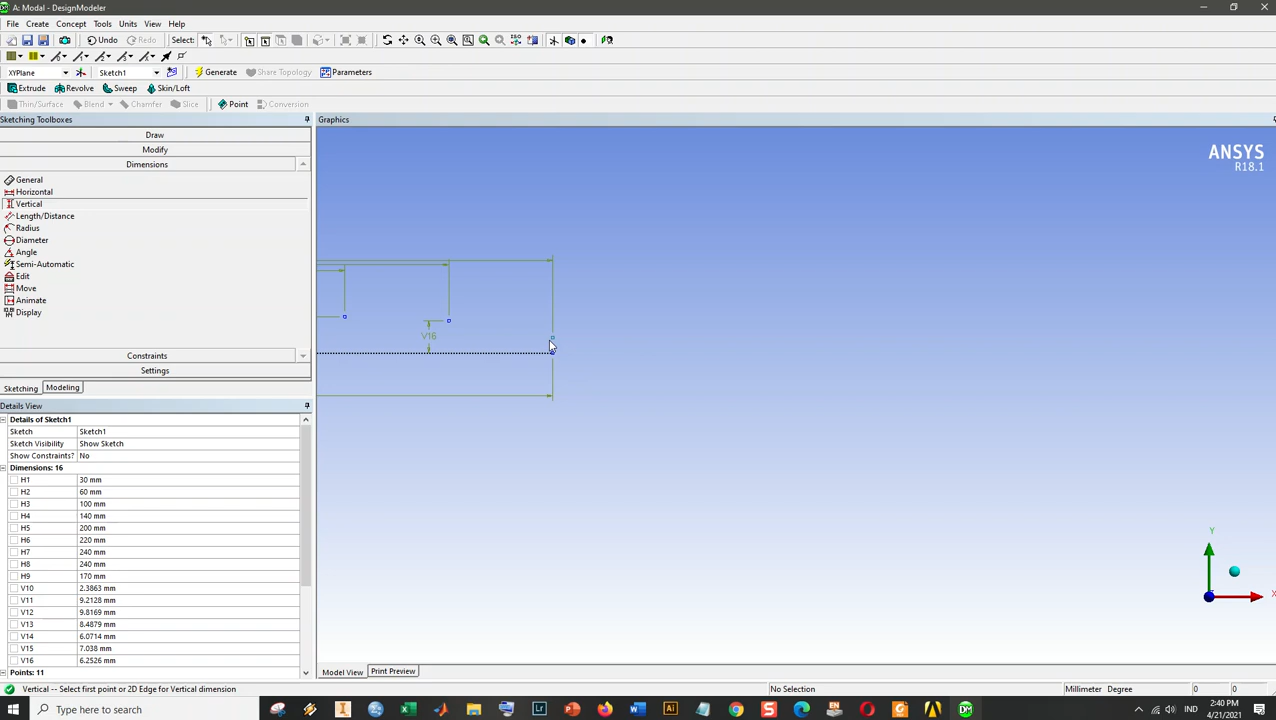 A: Modal - DesignModeler
File Create Concept Tools Units View Help
Undo Redo Select:
XYPlane Sketch1 Generate Share Topology Parameters
Extrude Revolve Sweep Skin/Loft
Thin/Surface Blend Chamfer Slice Point Conversion
Sketching Toolboxes
Graphics
Draw
Modify
Dimensions
General
Horizontal
Vertical
Length/Distance
Radius
Diameter
Angle
Semi-Automatic
Edit
Move
Animate
Display
Constraints
Settings
Sketching Modeling
ANSYS
R18.1
V16
Y
X
Details View
Details of Sketch1
Sketch Sketch1
Sketch Visibility Show Sketch
Show Constraints? No
Dimensions: 16
H1 30 mm
H2 60 mm
H3 100 mm
H4 140 mm
H5 200 mm
H6 220 mm
H7 240 mm
H8 240 mm
H9 170 mm
V10 2.3863 mm
V11 9.2128 mm
V12 9.8169 mm
V13 8.4879 mm
V14 6.0714 mm
V15 7.038 mm
V16 6.2526 mm
Points: 11
Model View Print Preview
Vertical -- Select first point or 2D Edge for Vertical dimension No Selection Millimeter Degree 0 0
Type here to search
IND 2:40 PM
4/21/2021